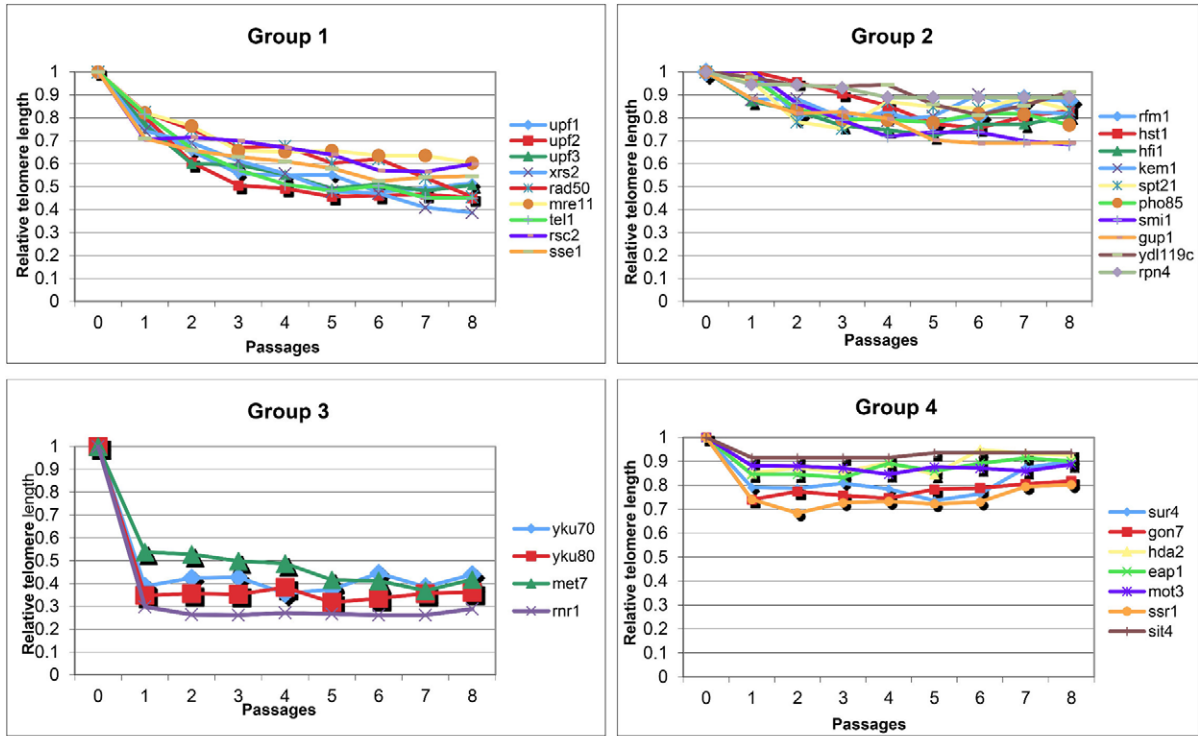 Group 1
Relative telomere length
1
0.9
0.8
0.7
0.6
0.5
0.4
0.3
0.2
0.1
0
0 1 2 3 4 5 6 7 8
Passages
upf1
upf2
upf3
xrs2
rad50
mre11
tel1
rsc2
sse1
Group 2
Relative telomere length
1
0.9
0.8
0.7
0.6
0.5
0.4
0.3
0.2
0.1
0
0 1 2 3 4 5 6 7 8
Passages
rfm1
hst1
hfi1
kem1
spt21
pho85
smi1
gup1
ydl119c
rpn4
Group 3
Relative telomere length
1
0.9
0.8
0.7
0.6
0.5
0.4
0.3
0.2
0.1
0
0 1 2 3 4 5 6 7 8
Passages
yku70
yku80
met7
rnr1
Group 4
Relative telomere length
1
0.9
0.8
0.7
0.6
0.5
0.4
0.3
0.2
0.1
0
0 1 2 3 4 5 6 7 8
Passages
sur4
gon7
hda2
eap1
mot3
ssr1
sit4